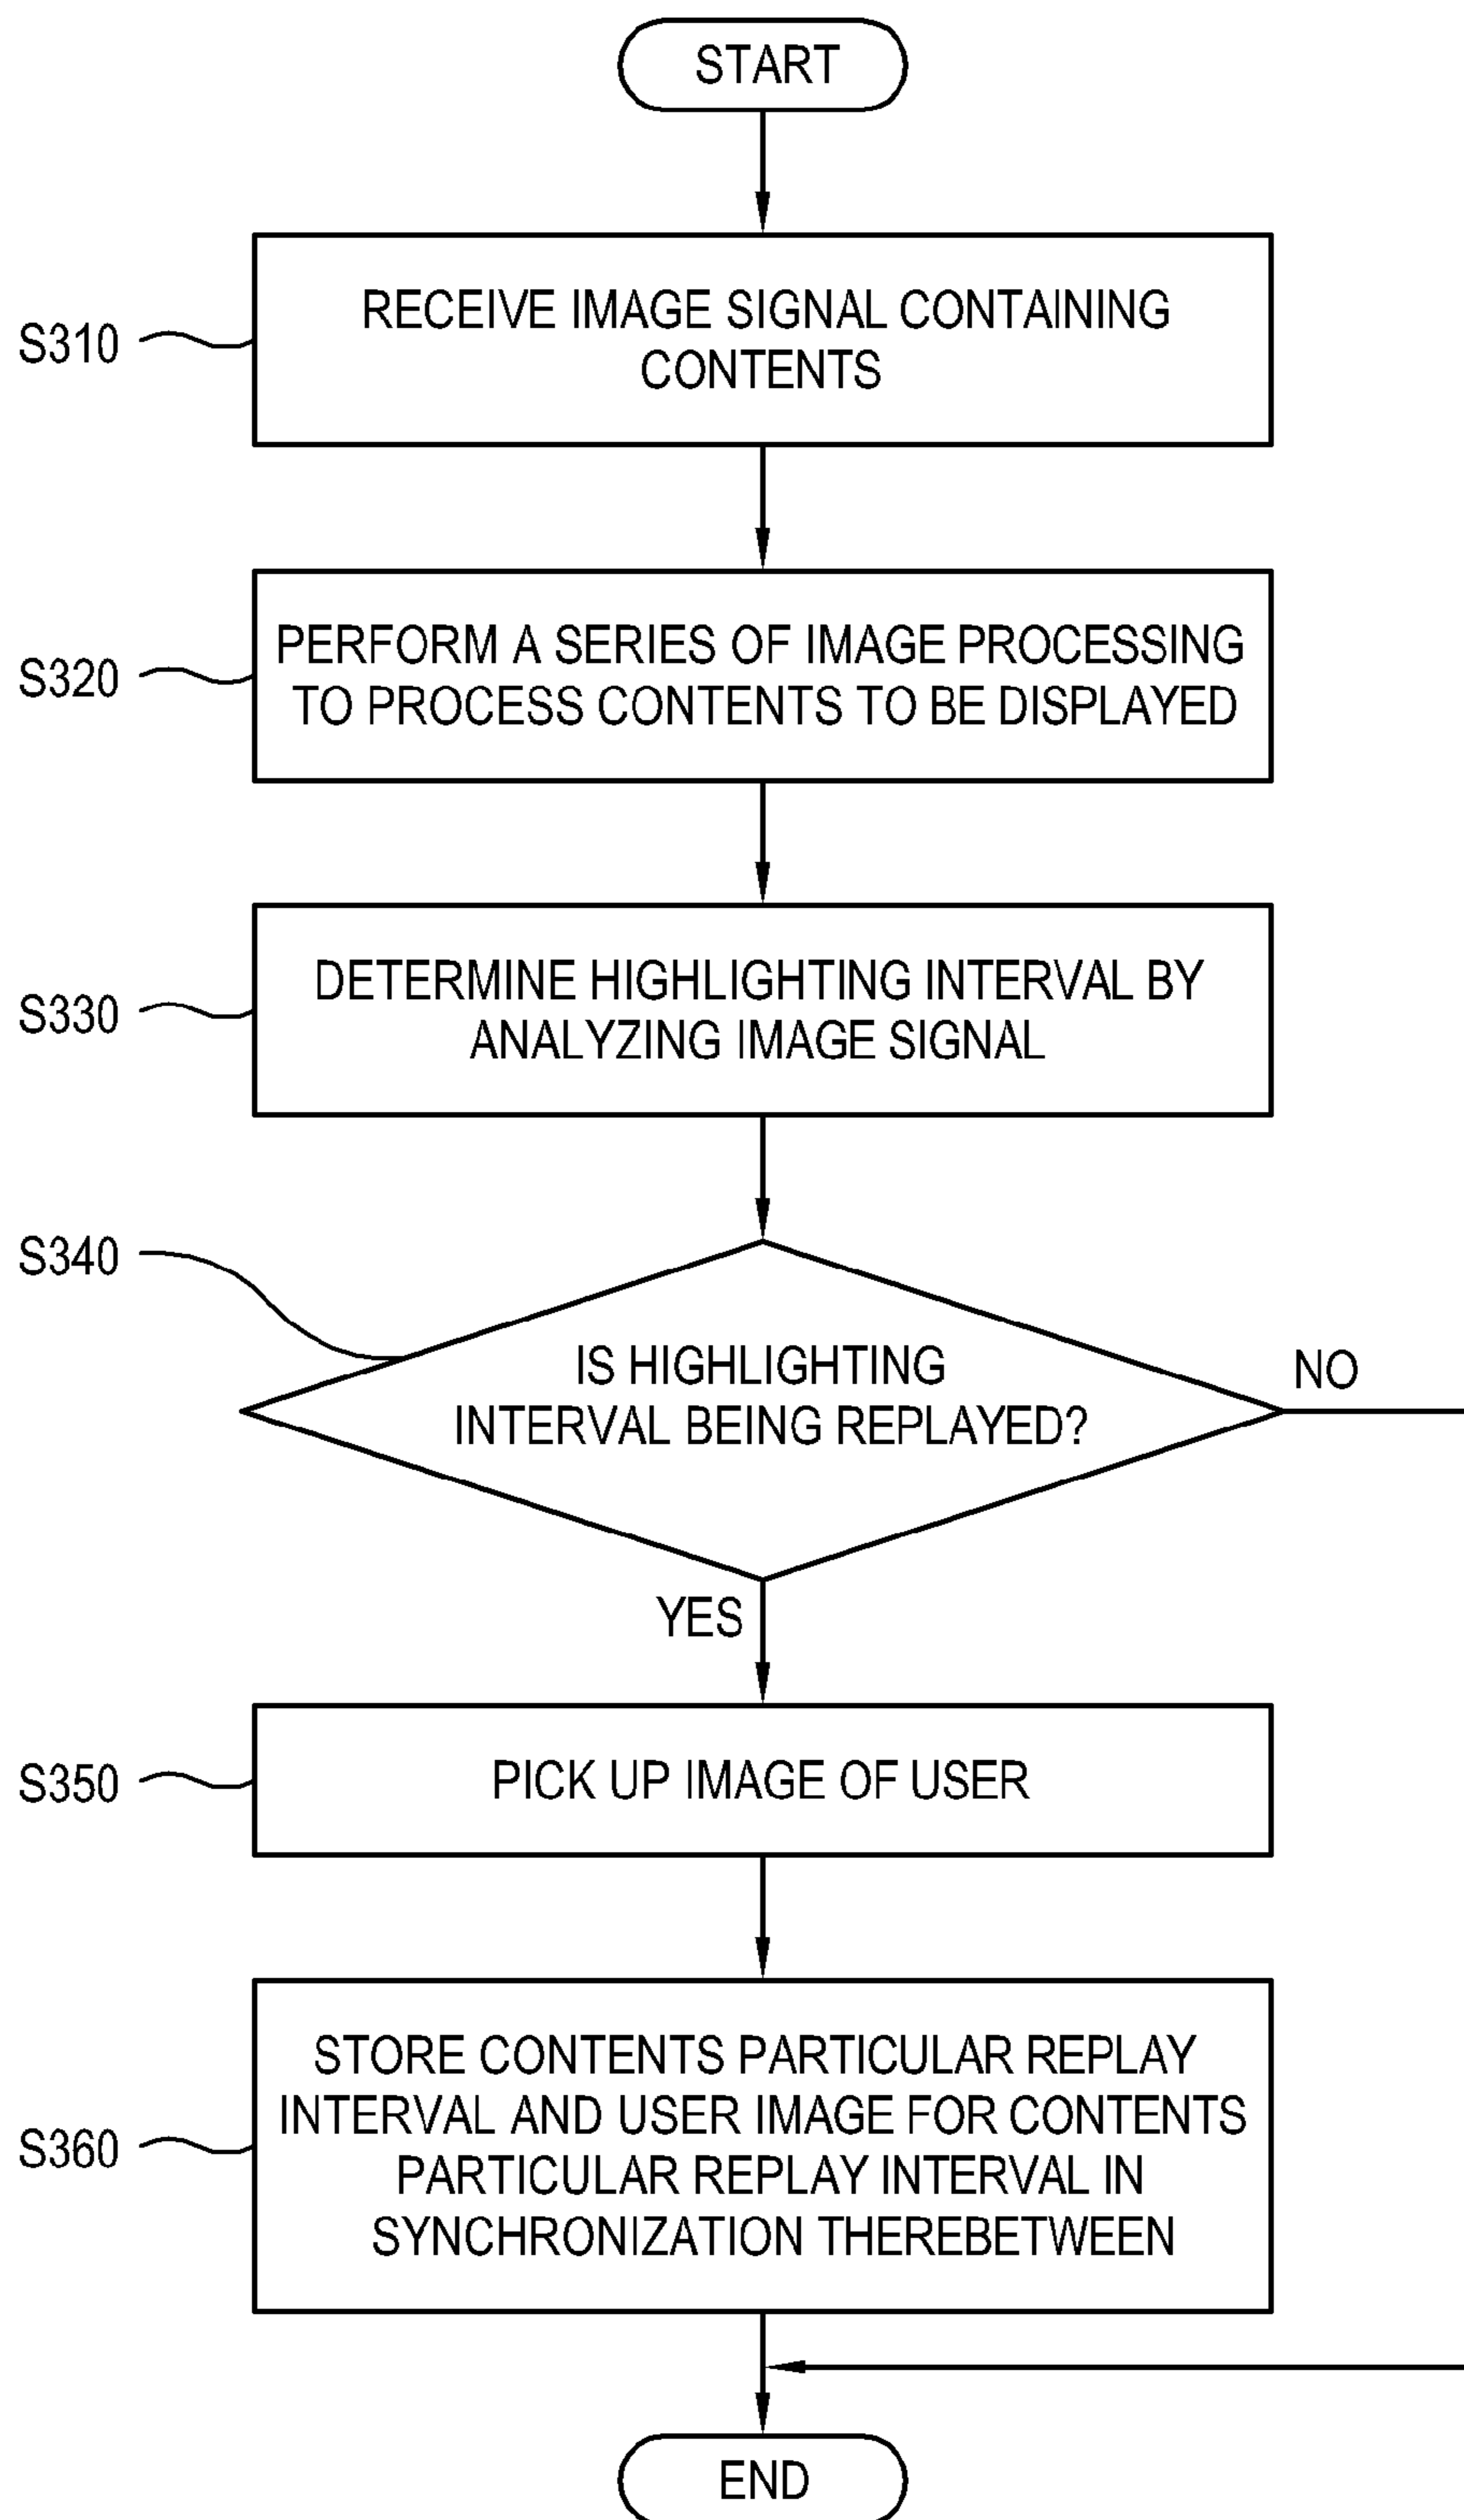 START
S310
RECEIVE IMAGE SIGNAL CONTAINING
CONTENTS
S320
PERFORM A SERIES OF IMAGE PROCESSING
TO PROCESS CONTENTS TO BE DISPLAYED
S330
DETERMINE HIGHLIGHTING INTERVAL BY
ANALYZING IMAGE SIGNAL
S340
IS HIGHLIGHTING
INTERVAL BEING REPLAYED?
NO
YES
S350
PICK UP IMAGE OF USER
S360
STORE CONTENTS PARTICULAR REPLAY
INTERVAL AND USER IMAGE FOR CONTENTS
PARTICULAR REPLAY INTERVAL IN
SYNCHRONIZATION THEREBETWEEN
END